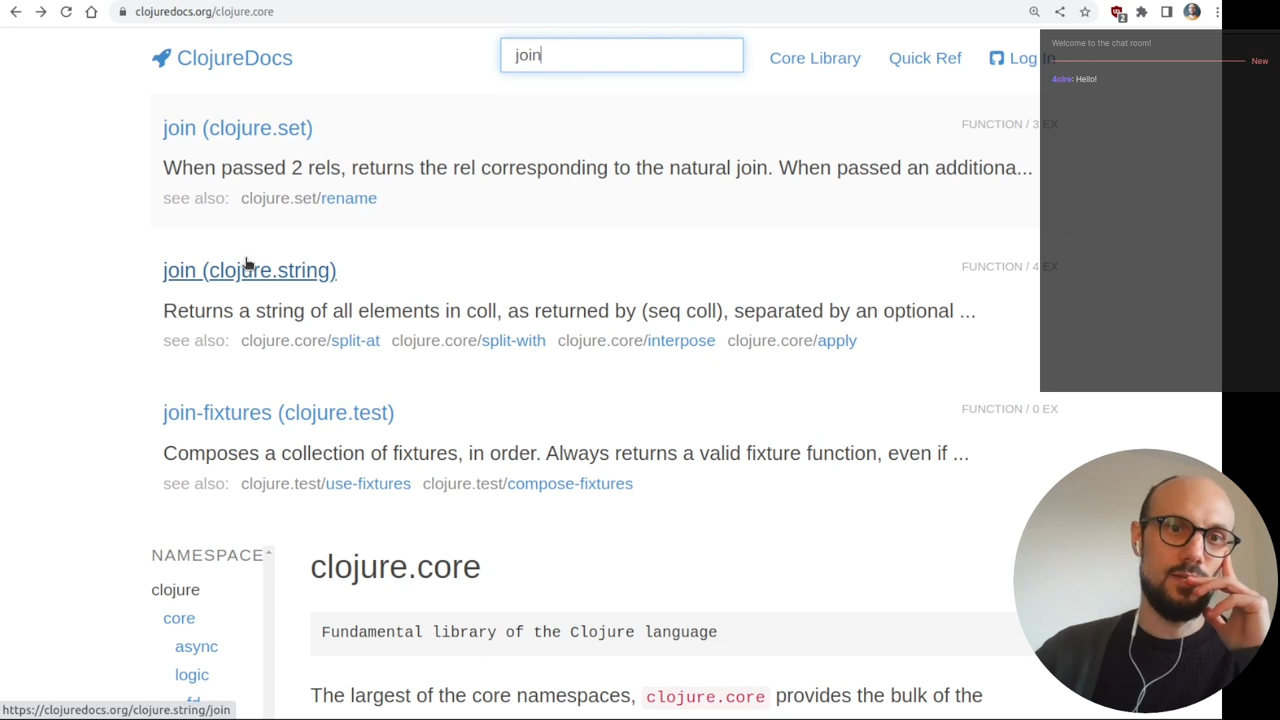 clojuredocs.org/clojure.core
2
ClojureDocs
join
Core Library
Quick Ref
Log In
Welcome to the chat room!
New
4cire: Hello!
join (clojure.set)
FUNCTION / 3 EX
When passed 2 rels, returns the rel corresponding to the natural join. When passed an additiona...
see also: clojure.set/rename
join (clojure.string)
FUNCTION / 4 EX
Returns a string of all elements in coll, as returned by (seq coll), separated by an optional ...
see also: clojure.core/split-at clojure.core/split-with clojure.core/interpose clojure.core/apply
join-fixtures (clojure.test)
FUNCTION / 0 EX
Composes a collection of fixtures, in order. Always returns a valid fixture function, even if ...
see also: clojure.test/use-fixtures clojure.test/compose-fixtures
NAMESPACE
clojure
core
async
logic
fd
clojure.core
Fundamental library of the Clojure language
The largest of the core namespaces, clojure.core provides the bulk of the
https://clojuredocs.org/clojure.string/join